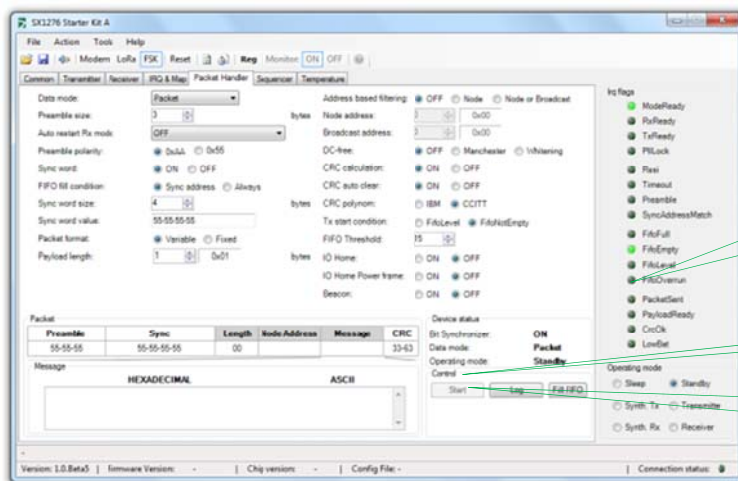 SX1276 Starter Kit A
File Action Tools Help
Modem LoRa FSK Reset Reg Monitor ON OFF
Common Transmitter Receiver IRQ & Map Packet Handler Sequencer Temperature
Data mode: Packet
Preamble size: 3 bytes
Auto restart Rx mode: OFF
Preamble polarity: 0xAA 0x55
Sync word: ON OFF
FIFO fill condition: Sync address Always
Sync word size: 4 bytes
Sync word value: 55-55-55-55
Packet format: Variable Fixed
Payload length: 1 0x01 bytes
Address based filtering: OFF Node Node or Broadcast
Node address: 0x00
Broadcast address: 0x00
DC-free: OFF Manchester Whitening
CRC calculation: ON OFF
CRC auto clear: ON OFF
CRC polynom: IBM CCITT
Tx start condition: FifoLevel FifoNotEmpty
FIFO Threshold: 15
IO Home: ON OFF
IO Home Power frame: ON OFF
Beacon: ON OFF
Irq flags
ModeReady
RxReady
TxReady
PllLock
Rssi
Timeout
Preamble
SyncAddressMatch
FifoFull
FifoEmpty
FifoLevel
FifoOverrun
PacketSent
PayloadReady
CrcOk
LowBat
Packet
Preamble Sync Length Node Address Message CRC
55-55-55 55-55-55-55 00 33-63
Message
HEXADECIMAL ASCII
Device status
Bit Synchronizer: ON
Data mode: Packet
Operating mode: Standby
Control
Start Log Fill FIFO
Operating mode
Sleep Standby
Synth. Tx Transmitter
Synth. Rx Receiver
-
Version: 1.0.Beta5 | firmware Version: - | Chip version: - | Config File: - | Connection status: